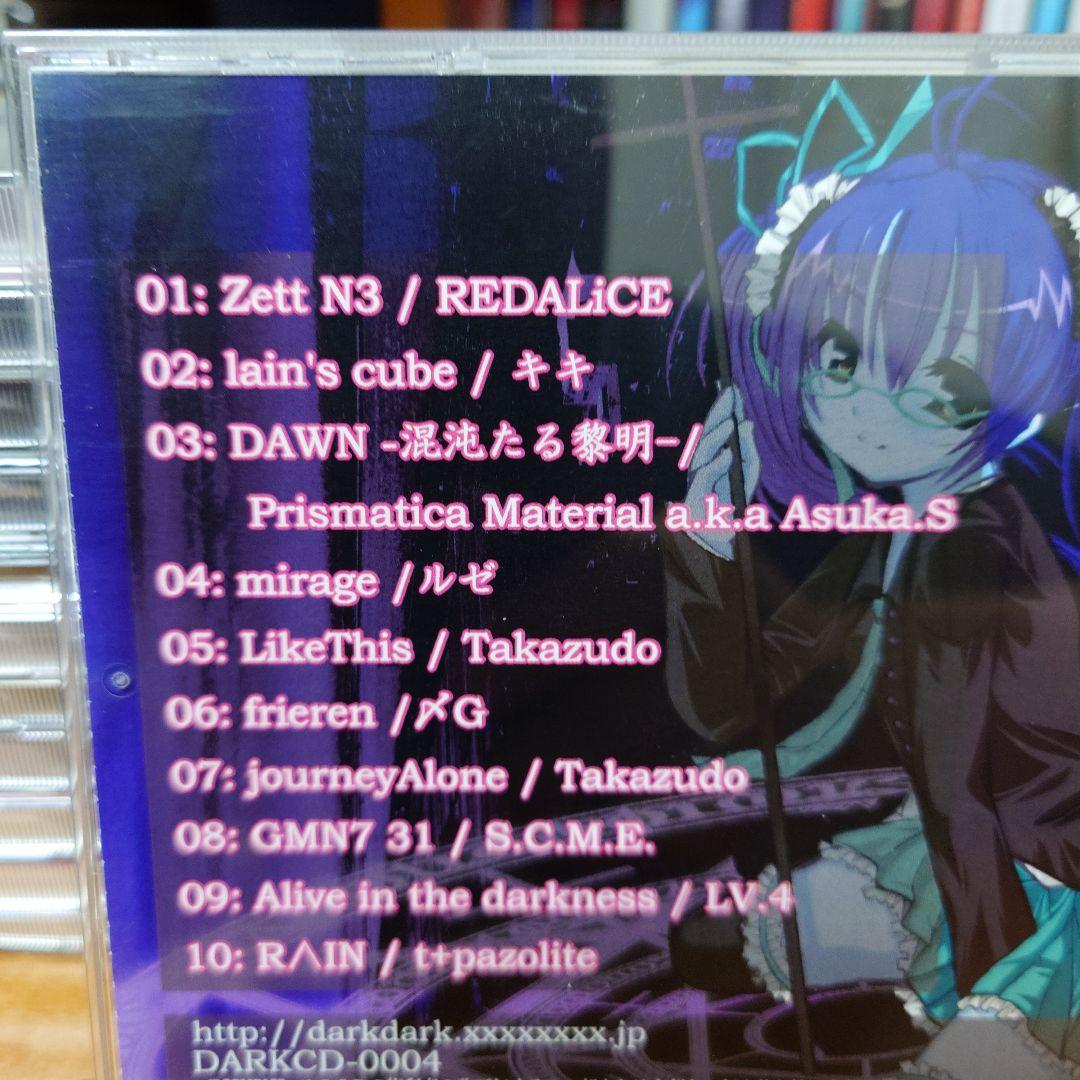 01: Zett N3 / REDALiCE
02: lain's cube / キキ
03: DAWN -混沌たる黎明-/
Prismatica Material a.k.a Asuka.S
04: mirage /ルゼ
05: LikeThis / Takazudo
06: frieren /〆G
07: journeyAlone / Takazudo
08: GMN7 31 / S.C.M.E.
09: Alive in the darkness / LV.4
10: R∧IN / t+pazolite
http://darkdark.xxxxxxxx.jp
DARKCD-0004